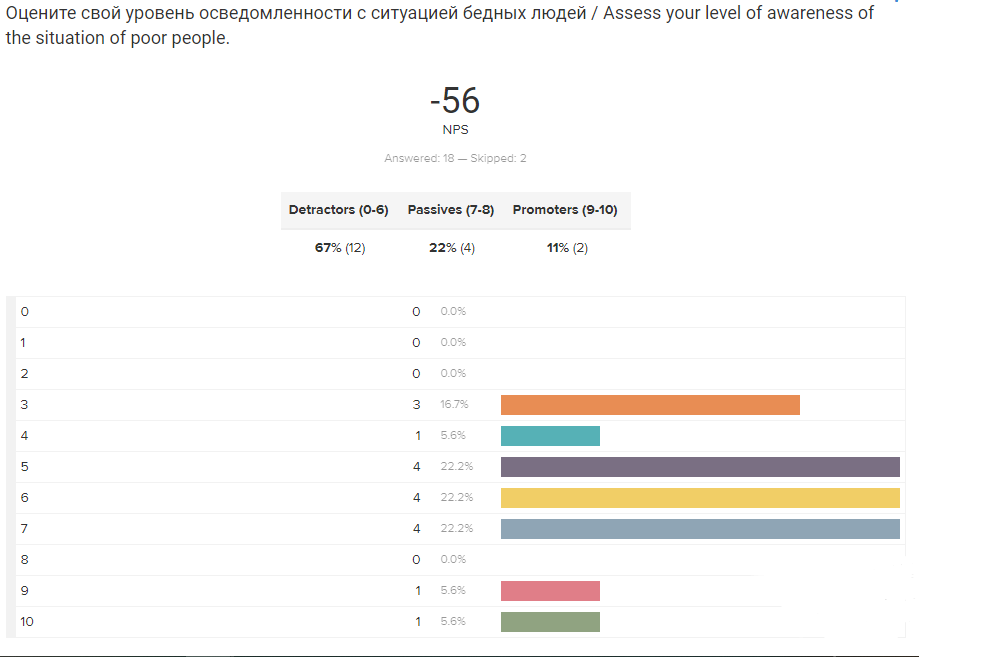 Оцените свой уровень осведомленности с ситуацией бедных людей / Assess your level of awareness of
the situation of poor people.
-56
NPS
Answered: 18 — Skipped: 2
Detractors (0-6) Passives (7-8) Promoters (9-10)
67% (12) 22% (4) 11% (2)
0 0 0.0%
1 0 0.0%
2 0 0.0%
3 3 16.7%
4 1 5.6%
5 4 22.2%
6 4 22.2%
7 4 22.2%
8 0 0.0%
9 1 5.6%
10 1 5.6%